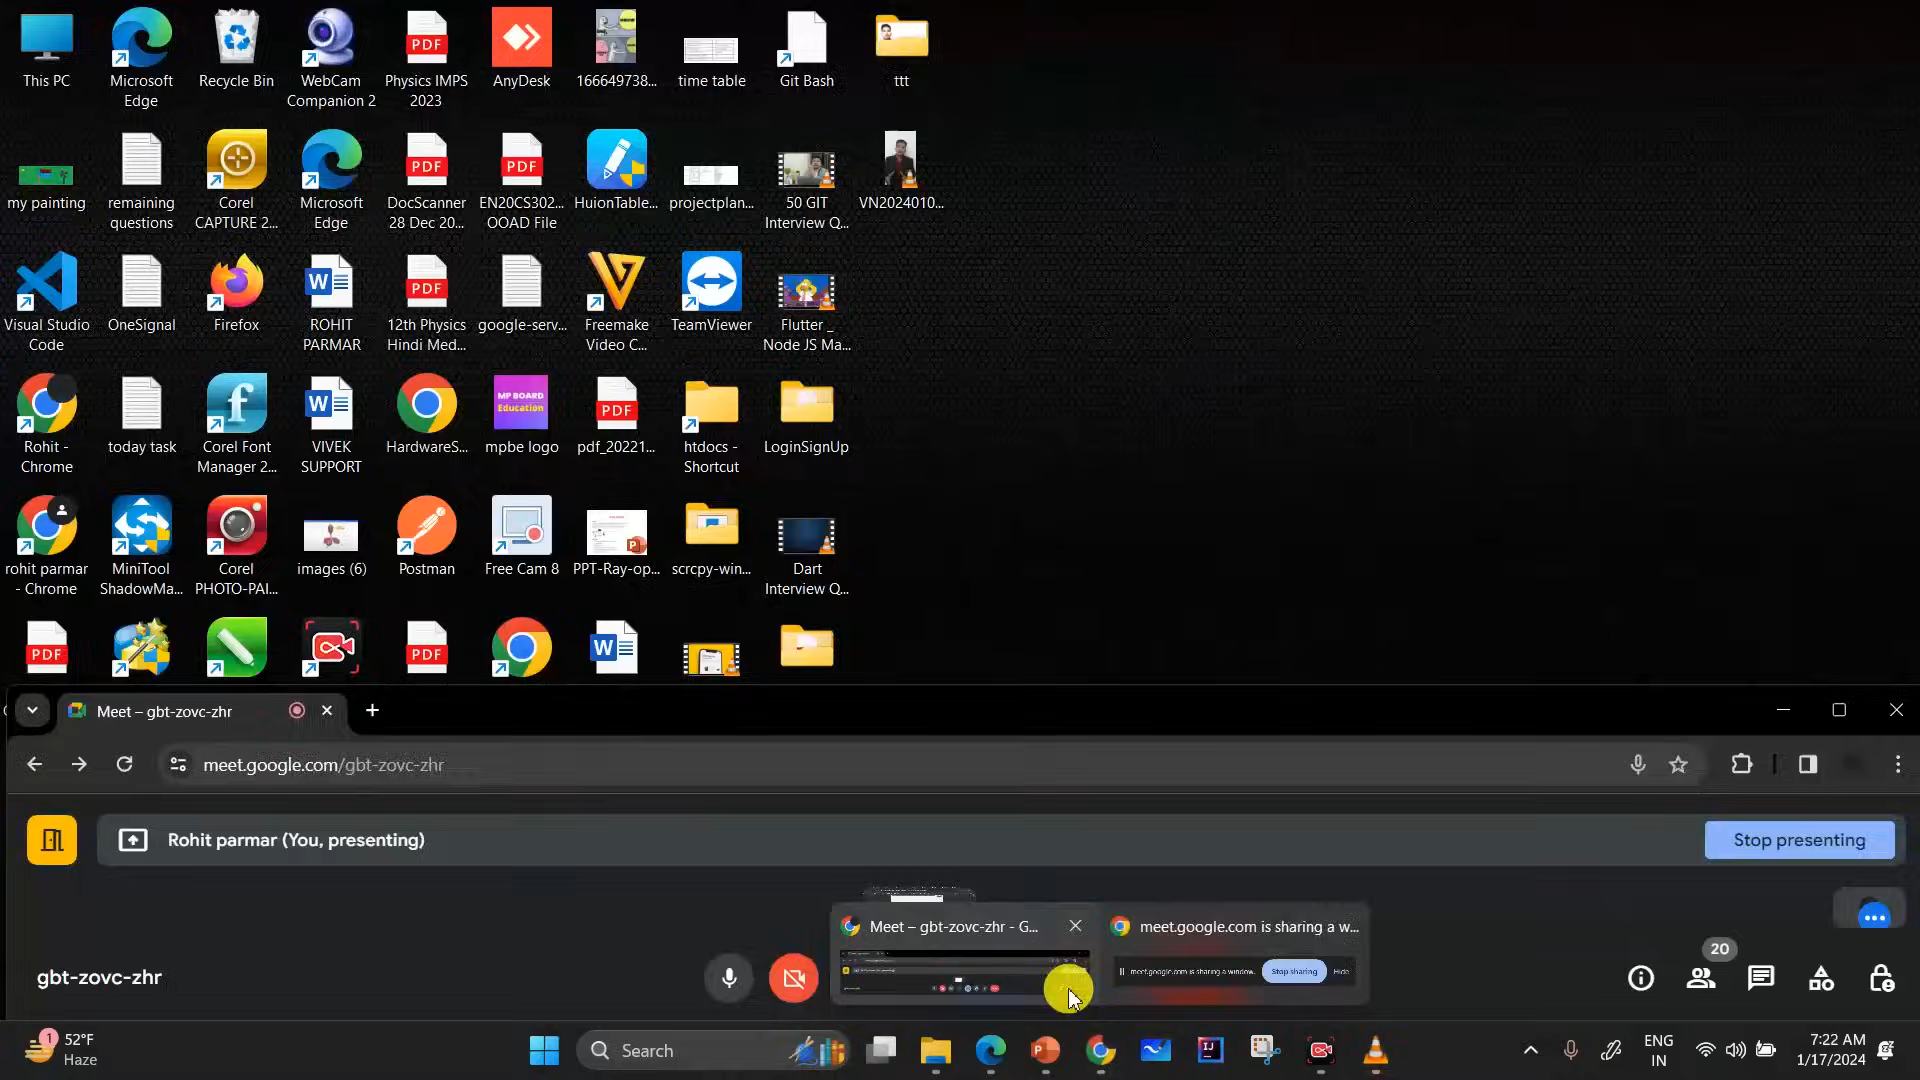 This PC
Microsoft
Edge
Recycle Bin
WebCam
Companion 2
PDF
Physics IMPS
2023
AnyDesk
166649738...
time table
Git Bash
ttt
my painting
remaining
questions
Corel
CAPTURE 2...
Microsoft
Edge
PDF
DocScanner
28 Dec 20...
PDF
EN20CS302...
OOAD File
HuionTable...
projectplan...
50 GIT
Interview Q...
VN2024010...
Visual Studio
Code
OneSignal
Firefox
W
ROHIT
PARMAR
PDF
12th Physics
Hindi Med...
google-serv...
Freemake
Video C...
TeamViewer
Flutter _
Node JS Ma...
Rohit -
Chrome
today task
f
Corel Font
Manager 2...
W
VIVEK
SUPPORT
HardwareS...
MP BOARD
Education
mpbe logo
PDF
pdf_20221...
htdocs -
Shortcut
LoginSignUp
rohit parmar
- Chrome
MiniTool
ShadowMa...
Corel
PHOTO-PAI...
images (6)
Postman
Free Cam 8
P
PPT-Ray-op...
scrcpy-win...
Dart
Interview Q...
PDF
PDF
W
Meet – gbt-zovc-zhr
meet.google.com/gbt-zovc-zhr
Rohit parmar (You, presenting)
Stop presenting
Meet – gbt-zovc-zhr - G...
meet.google.com is sharing a w...
meet.google.com is sharing a window.
Stop sharing
Hide
gbt-zovc-zhr
20
1
52°F
Haze
Search
P
IJ
ENG
IN
7:22 AM
1/17/2024